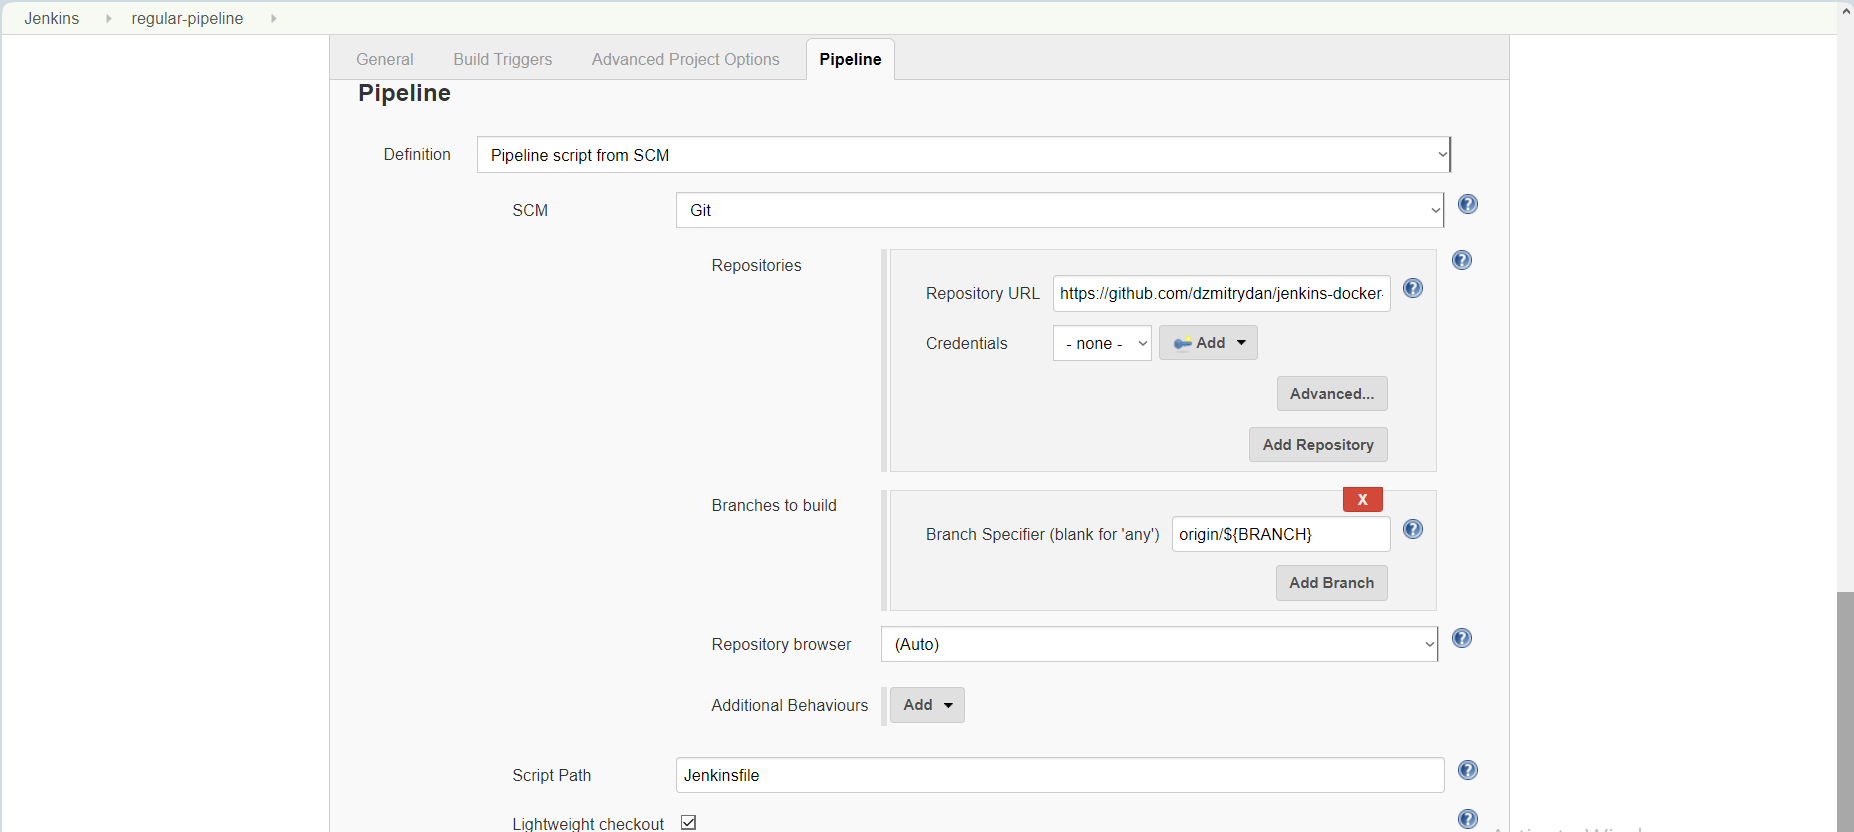 Jenkins regular-pipeline
General Build Triggers Advanced Project Options Pipeline
Pipeline
Definition Pipeline script from SCM
SCM Git
Repositories
Repository URL https://github.com/dzmitrydan/jenkins-docker-
Credentials - none - Add
Advanced...
Add Repository
Branches to build
X
Branch Specifier (blank for 'any') origin/${BRANCH}
Add Branch
Repository browser (Auto)
Additional Behaviours Add
Script Path Jenkinsfile
Lightweight checkout